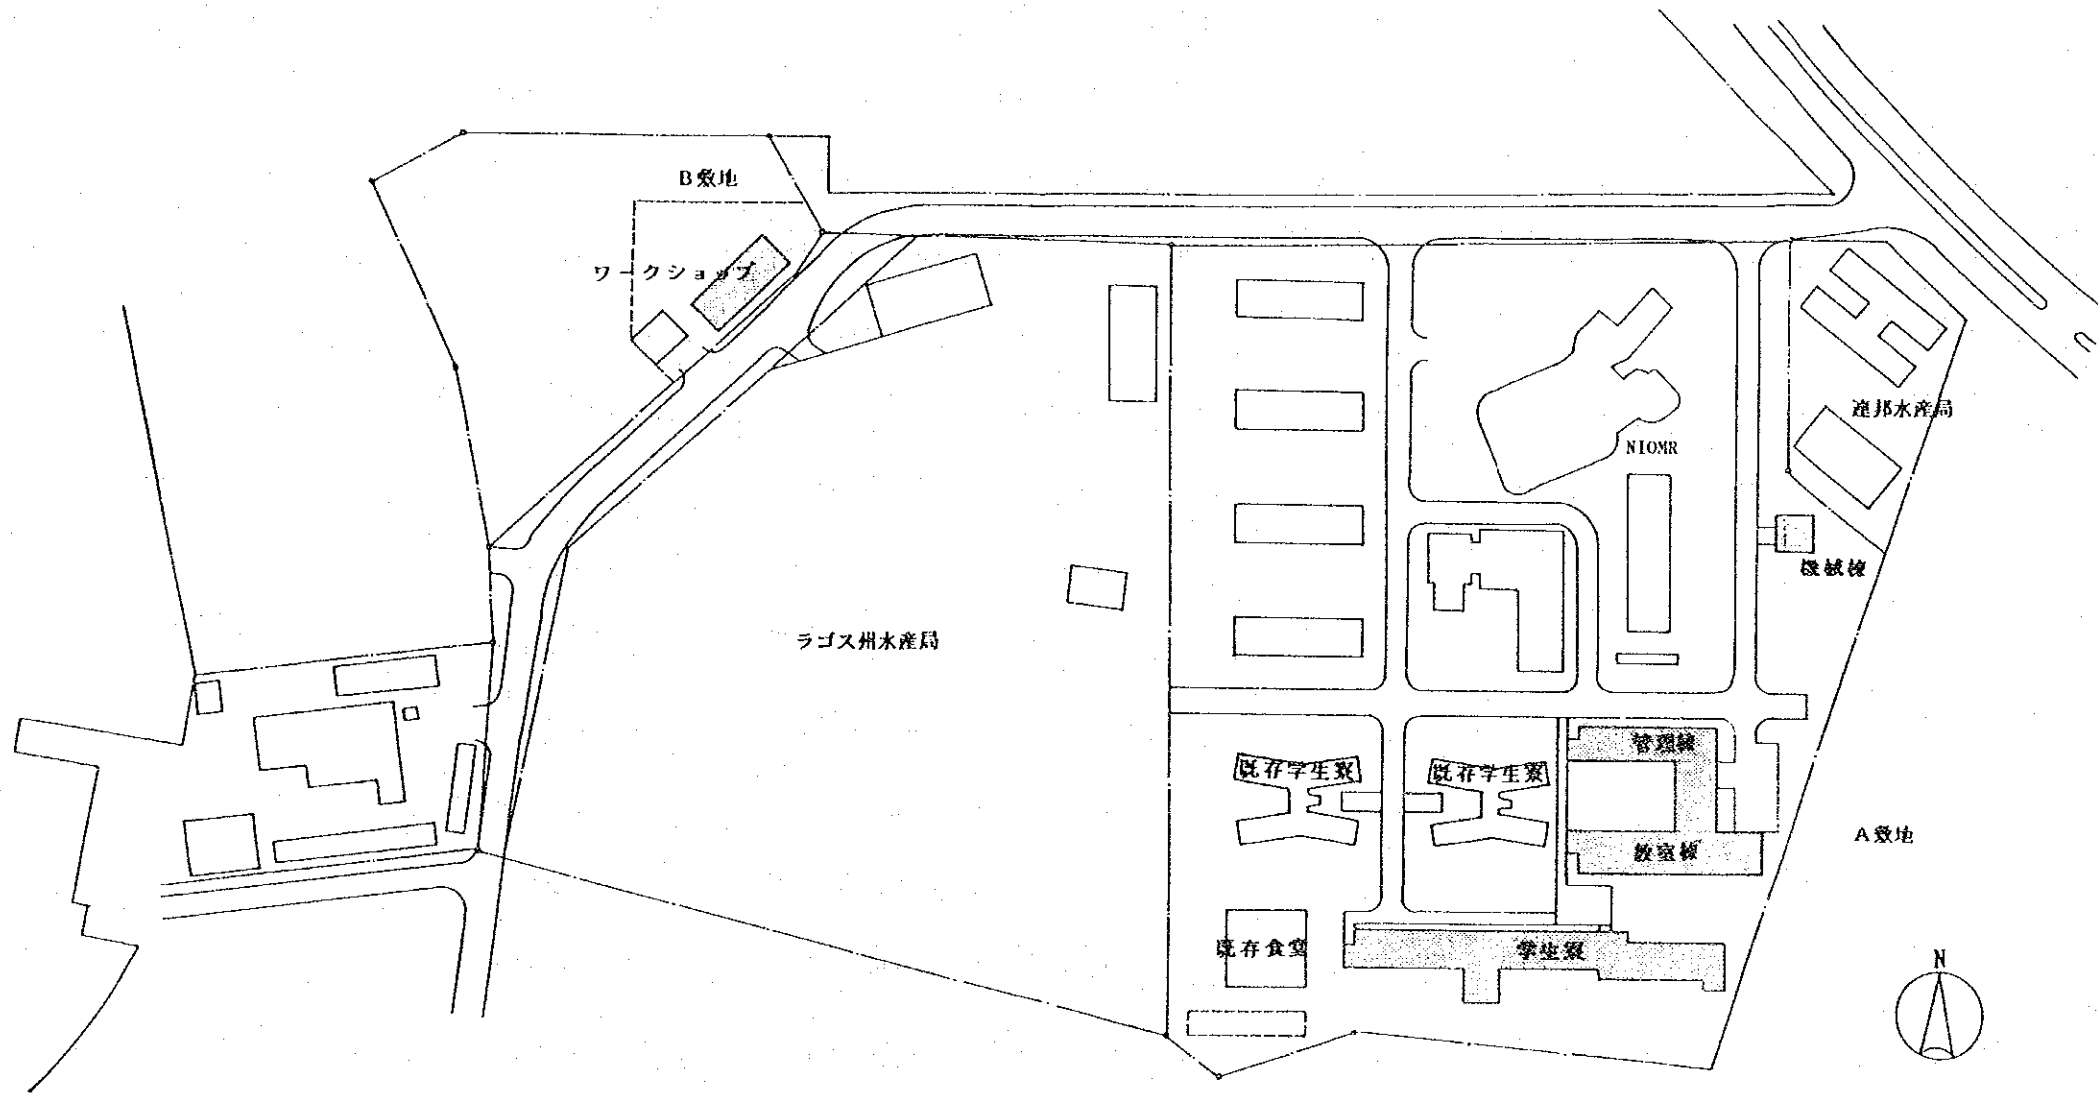 B敷地
ワークショップ
連邦水産局
NIOMR
機械棟
ラゴス州水産局
管理棟
既存学生寮
既存学生寮
A敷地
教室棟
既存食堂
学生寮
N